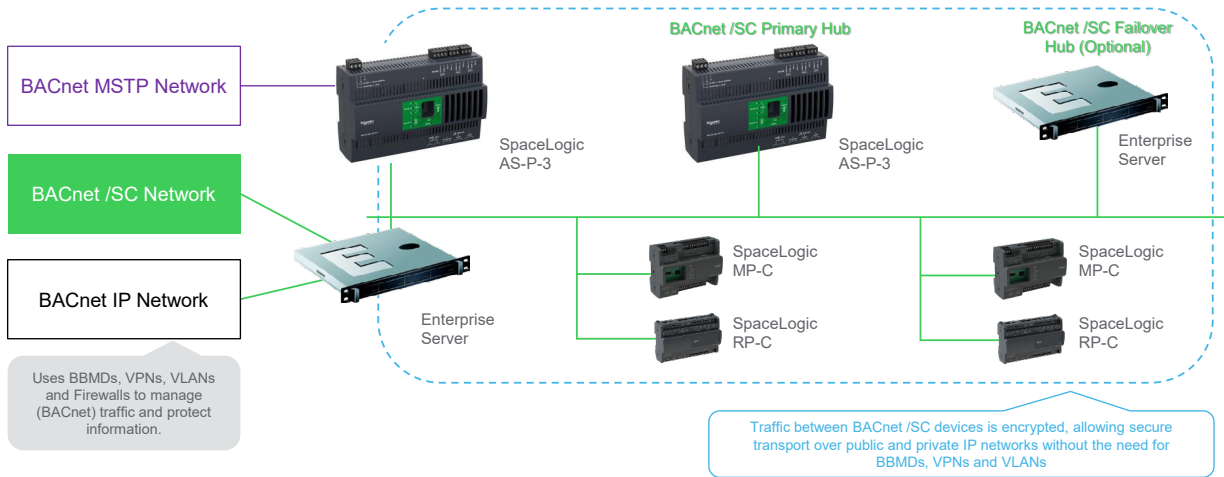 BACnet /SC Primary Hub
BACnet /SC Failover
Hub (Optional)
BACnet MSTP Network
SpaceLogic
AS-P-3
SpaceLogic
AS-P-3
Enterprise
Server
BACnet /SC Network
BACnet IP Network
Enterprise
Server
SpaceLogic
MP-C
SpaceLogic
RP-C
SpaceLogic
MP-C
SpaceLogic
RP-C
Uses BBMDs, VPNs, VLANs
and Firewalls to manage
(BACnet) traffic and protect
information.
Traffic between BACnet /SC devices is encrypted, allowing secure
transport over public and private IP networks without the need for
BBMDs, VPNs and VLANs